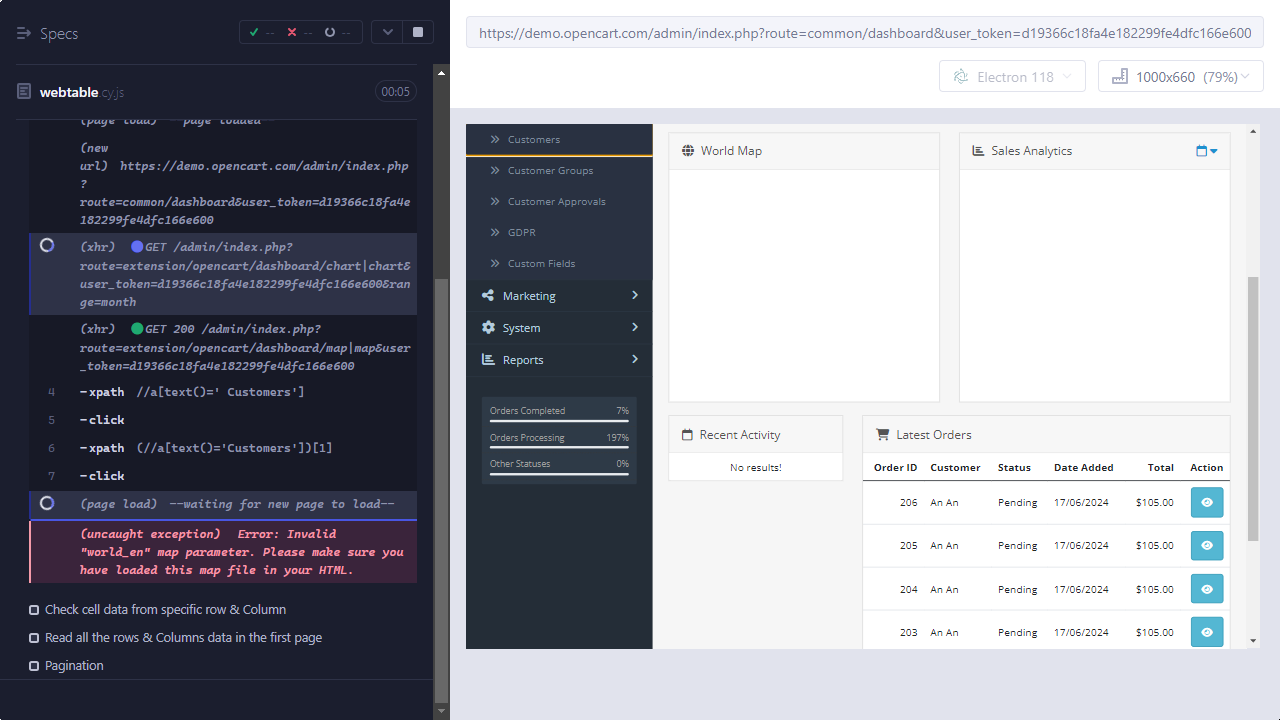 Specs
-- -- --
webtable.cy.js
00:05
(page load) --page loaded--
(new
url) https://demo.opencart.com/admin/index.php
?
route=common/dashboard&user_token=d19366c18fa4e
182299fe4dfc166e600
(xhr) GET /admin/index.php?
route=extension/opencart/dashboard/chart|chart&
user_token=d19366c18fa4e182299fe4dfc166e600&ran
ge=month
(xhr) GET 200 /admin/index.php?
route=extension/opencart/dashboard/map|map&user
_token=d19366c18fa4e182299fe4dfc166e600
4 -xpath //a[text()=' Customers']
5 -click
6 -xpath (//a[text()='Customers'])[1]
7 -click
(page load) --waiting for new page to load--
(uncaught exception) Error: Invalid
"world_en" map parameter. Please make sure you
have loaded this map file in your HTML.
Check cell data from specific row & Column
Read all the rows & Columns data in the first page
Pagination
https://demo.opencart.com/admin/index.php?route=common/dashboard&user_token=d19366c18fa4e182299fe4dfc166e600
Electron 118
1000x660 (79%)
Customers
Customer Groups
Customer Approvals
GDPR
Custom Fields
Marketing
System
Reports
Orders Completed 7%
Orders Processing 197%
Other Statuses 0%
World Map
Sales Analytics
Recent Activity
No results!
Latest Orders
Order ID Customer Status Date Added Total Action
206 An An Pending 17/06/2024 $105.00
205 An An Pending 17/06/2024 $105.00
204 An An Pending 17/06/2024 $105.00
203 An An Pending 17/06/2024 $105.00